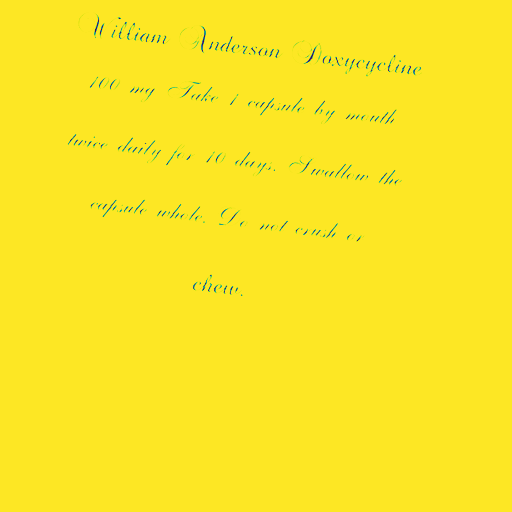 William Anderson Doxycycline
100 mg Take 1 capsule by mouth
twice daily for 10 days. Swallow the
capsule whole. Do not crush or
chew.